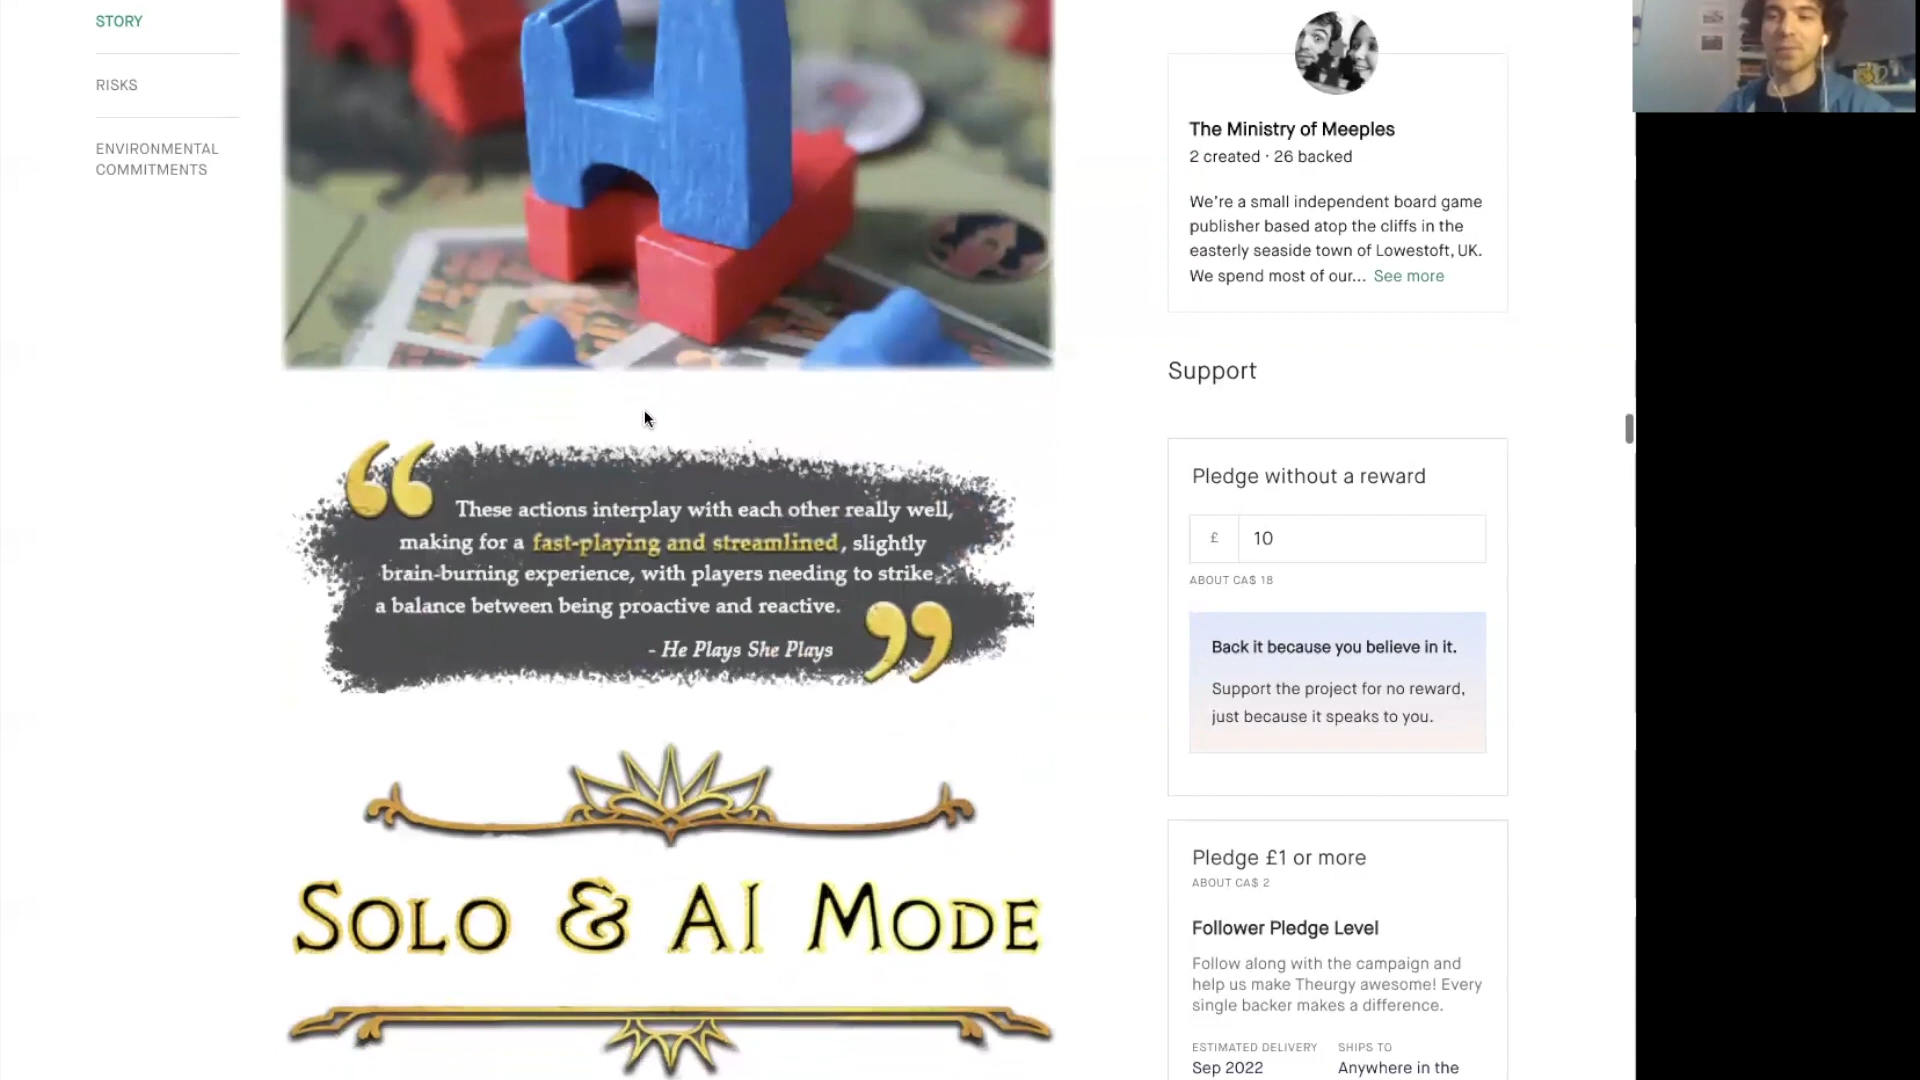 STORY
RISKS
ENVIRONMENTAL
COMMITMENTS
“ These actions interplay with each other really well,
making for a fast-playing and streamlined, slightly
brain-burning experience, with players needing to strike
a balance between being proactive and reactive. ”
- He Plays She Plays
SOLO & AI MODE
The Ministry of Meeples
2 created · 26 backed
We’re a small independent board game
publisher based atop the cliffs in the
easterly seaside town of Lowestoft, UK.
We spend most of our... See more
Support
Pledge without a reward
£ 10
ABOUT CA$ 18
Back it because you believe in it.
Support the project for no reward,
just because it speaks to you.
Pledge £1 or more
ABOUT CA$ 2
Follower Pledge Level
Follow along with the campaign and
help us make Theurgy awesome! Every
single backer makes a difference.
ESTIMATED DELIVERY SHIPS TO
Sep 2022 Anywhere in the